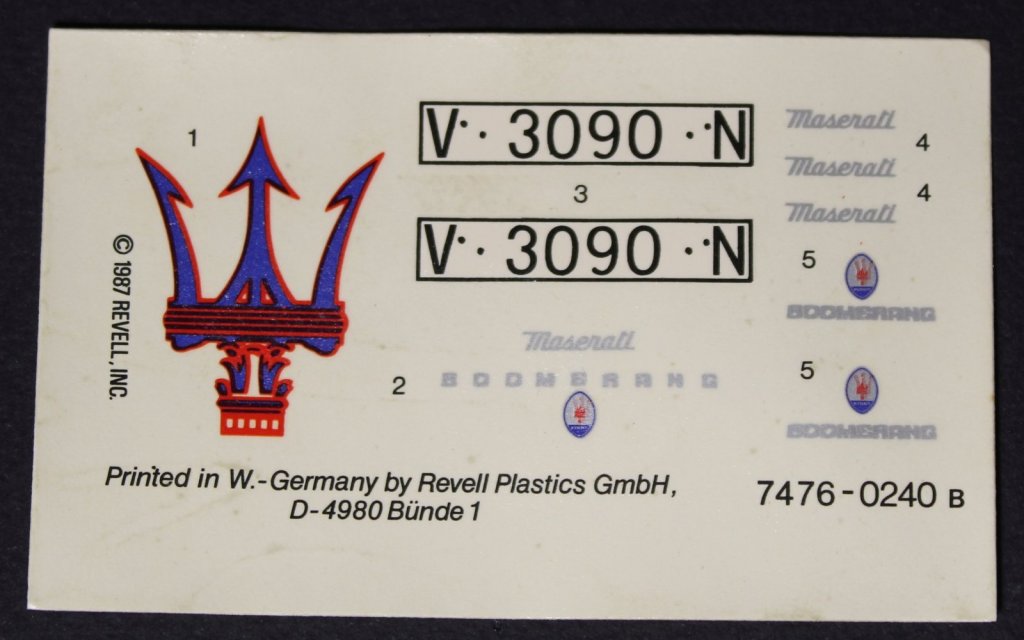 1
© 1987 REVELL, INC.
V·· 3090 ··N
3
V·· 3090 ··N
Maserati
4
Maserati
4
Maserati
5
BOOMERANG
5
BOOMERANG
Maserati
2
BOOMERANG
Printed in W.-Germany by Revell Plastics GmbH,
D-4980 Bünde 1
7476-0240 B